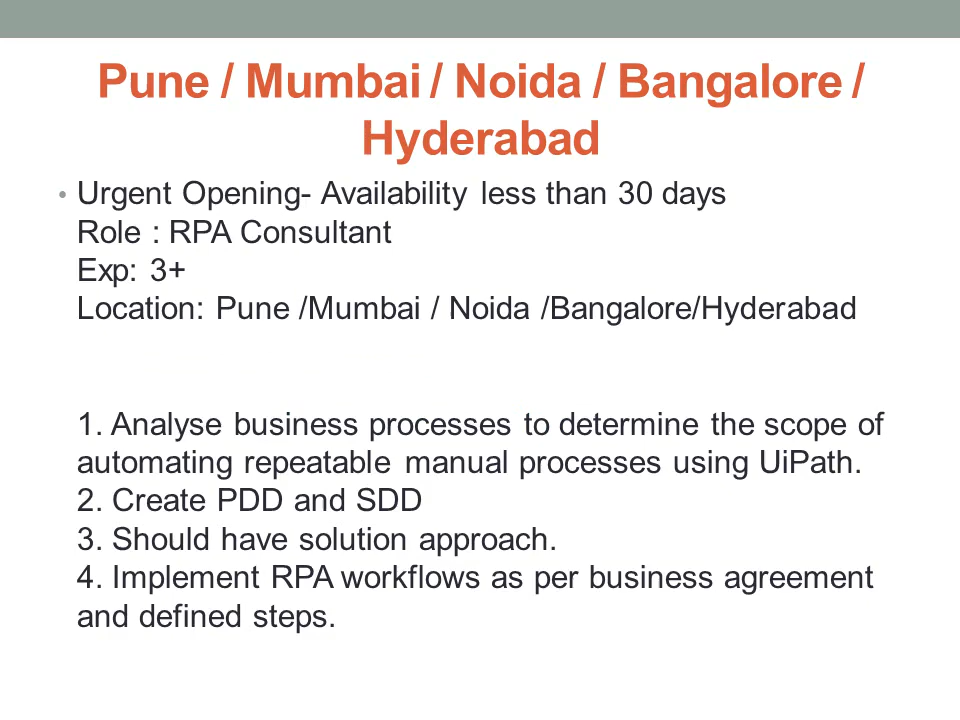 Pune / Mumbai / Noida / Bangalore /
Hyderabad
• Urgent Opening- Availability less than 30 days
Role : RPA Consultant
Exp: 3+
Location: Pune /Mumbai / Noida /Bangalore/Hyderabad
1. Analyse business processes to determine the scope of
automating repeatable manual processes using UiPath.
2. Create PDD and SDD
3. Should have solution approach.
4. Implement RPA workflows as per business agreement
and defined steps.